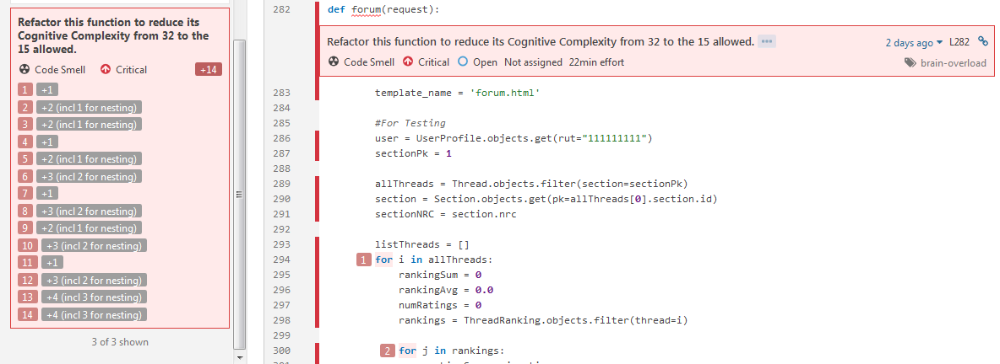 Refactor this function to reduce its
Cognitive Complexity from 32 to the
15 allowed.
Code Smell Critical +14
1 +1
2 +2 (incl 1 for nesting)
3 +2 (incl 1 for nesting)
4 +1
5 +2 (incl 1 for nesting)
6 +3 (incl 2 for nesting)
7 +1
8 +3 (incl 2 for nesting)
9 +2 (incl 1 for nesting)
10 +3 (incl 2 for nesting)
11 +1
12 +3 (incl 2 for nesting)
13 +4 (incl 3 for nesting)
14 +4 (incl 3 for nesting)
3 of 3 shown
282 def forum(request):
Refactor this function to reduce its Cognitive Complexity from 32 to the 15 allowed. ••• 2 days ago L282
Code Smell Critical Open Not assigned 22min effort brain-overload
283 template_name = 'forum.html'
284
285 #For Testing
286 user = UserProfile.objects.get(rut="111111111")
287 sectionPk = 1
288
289 allThreads = Thread.objects.filter(section=sectionPk)
290 section = Section.objects.get(pk=allThreads[0].section.id)
291 sectionNRC = section.nrc
292
293 listThreads = []
294 1 for i in allThreads:
295 rankingSum = 0
296 rankingAvg = 0.0
297 numRatings = 0
298 rankings = ThreadRanking.objects.filter(thread=i)
299
300 2 for j in rankings: